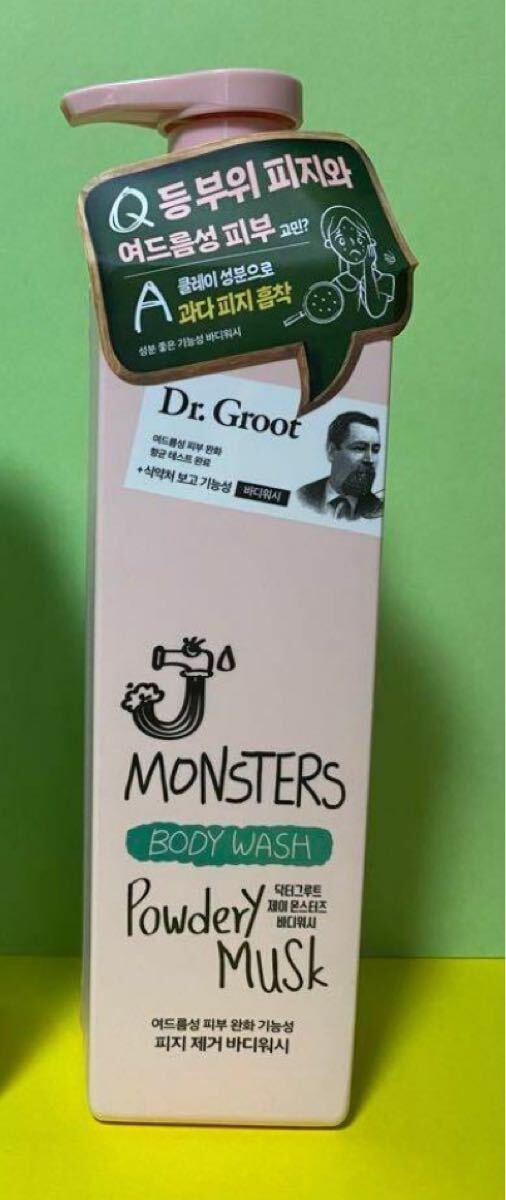 Q 등 부위 피지와
여드름성 피부 고민?
A 클레이 성분으로
과다 피지 흡착
성분 좋은 기능성 바디워시
Dr. Groot
여드름성 피부 완화
항균 테스트 완료
+식약처 보고 기능성 바디워시
J
MONSTERS
BODY WASH
Powdery
Musk
닥터그루트
제이 몬스터즈
바디워시
여드름성 피부 완화 기능성
피지 제거 바디워시